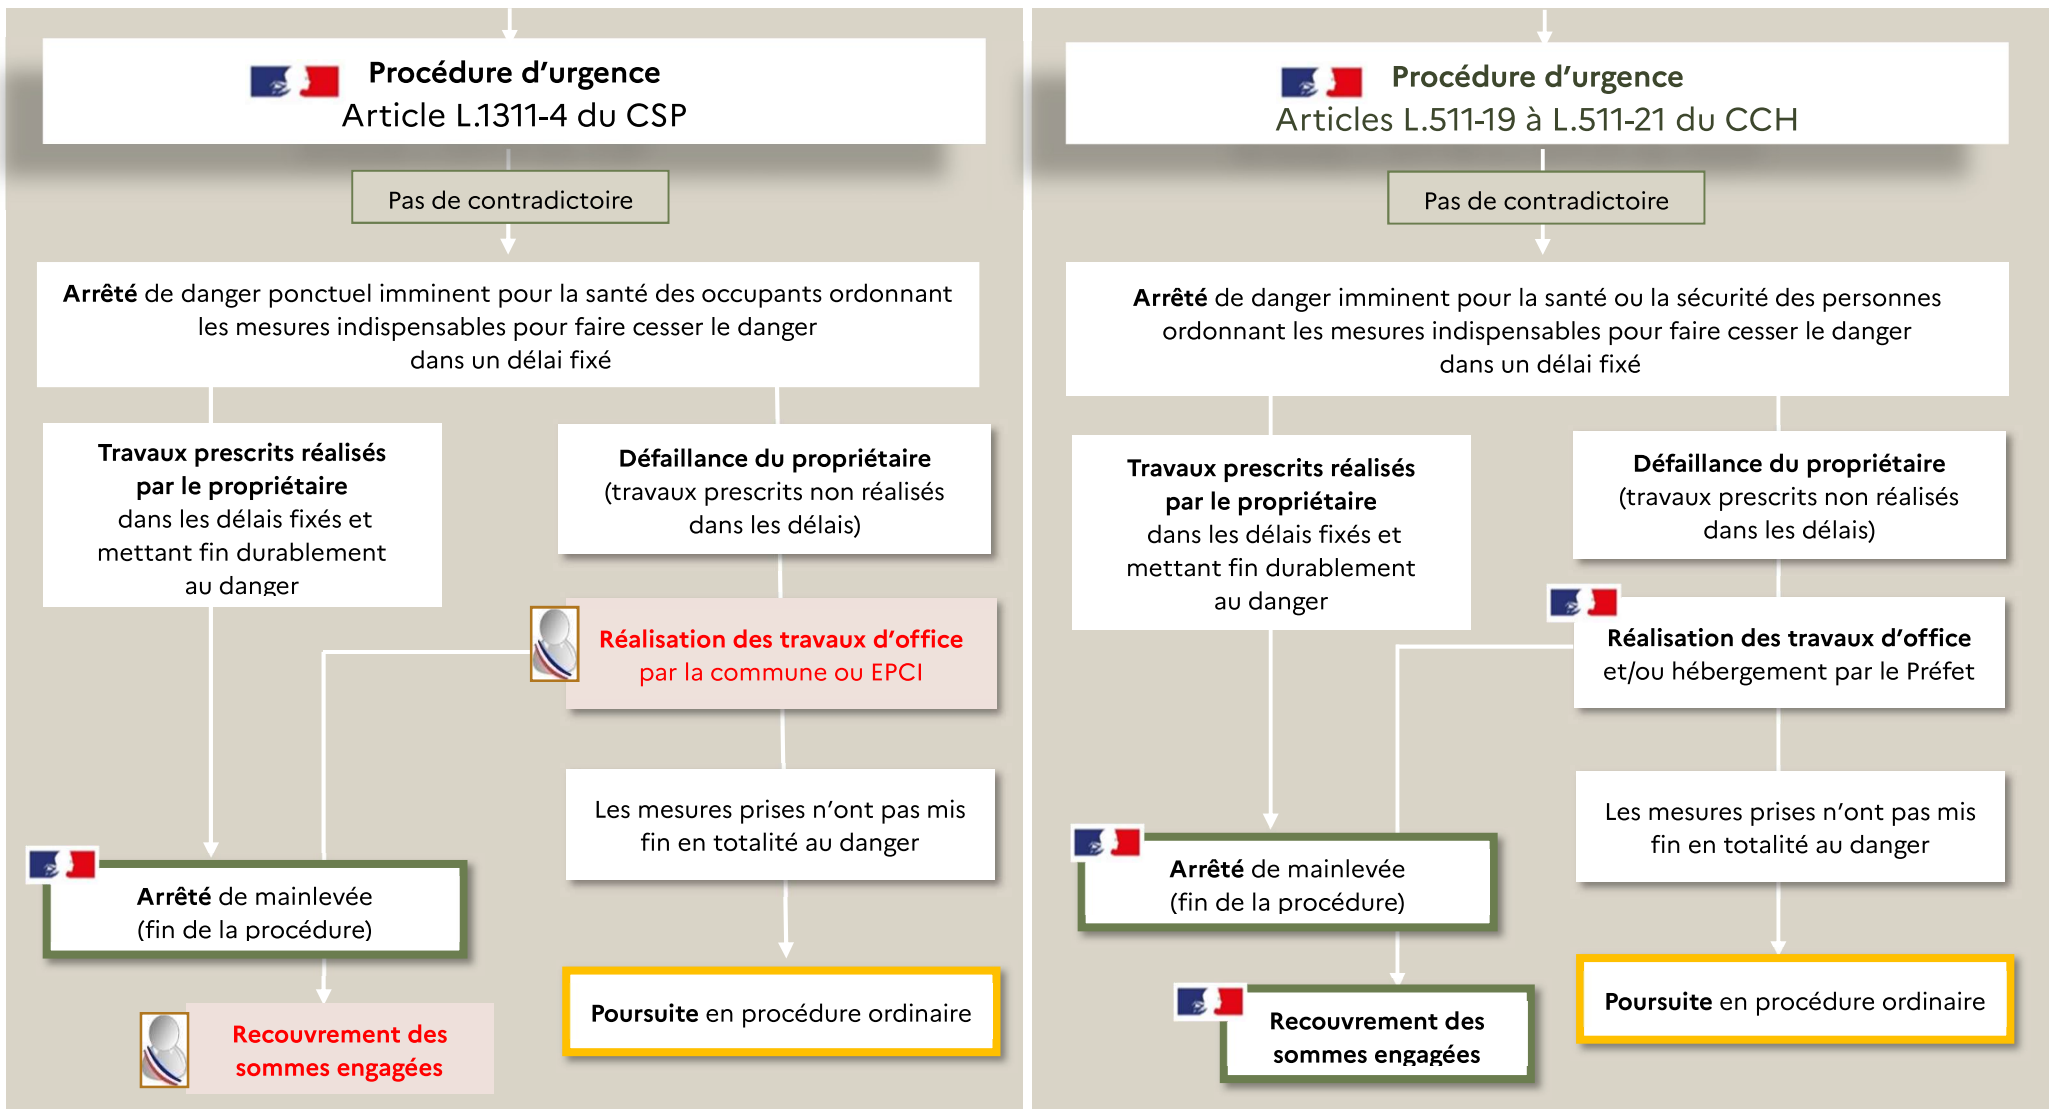 Procédure d’urgence
Article L.1311-4 du CSP
Pas de contradictoire
Arrêté de danger ponctuel imminent pour la santé des occupants ordonnant
les mesures indispensables pour faire cesser le danger
dans un délai fixé
Travaux prescrits réalisés
par le propriétaire
dans les délais fixés et
mettant fin durablement
au danger
Défaillance du propriétaire
(travaux prescrits non réalisés
dans les délais)
Réalisation des travaux d’office
par la commune ou EPCI
Les mesures prises n’ont pas mis
fin en totalité au danger
Arrêté de mainlevée
(fin de la procédure)
Poursuite en procédure ordinaire
Recouvrement des
sommes engagées
Procédure d’urgence
Articles L.511-19 à L.511-21 du CCH
Pas de contradictoire
Arrêté de danger imminent pour la santé ou la sécurité des personnes
ordonnant les mesures indispensables pour faire cesser le danger
dans un délai fixé
Travaux prescrits réalisés
par le propriétaire
dans les délais fixés et
mettant fin durablement
au danger
Défaillance du propriétaire
(travaux prescrits non réalisés
dans les délais)
Réalisation des travaux d’office
et/ou hébergement par le Préfet
Les mesures prises n’ont pas mis
fin en totalité au danger
Arrêté de mainlevée
(fin de la procédure)
Poursuite en procédure ordinaire
Recouvrement des
sommes engagées